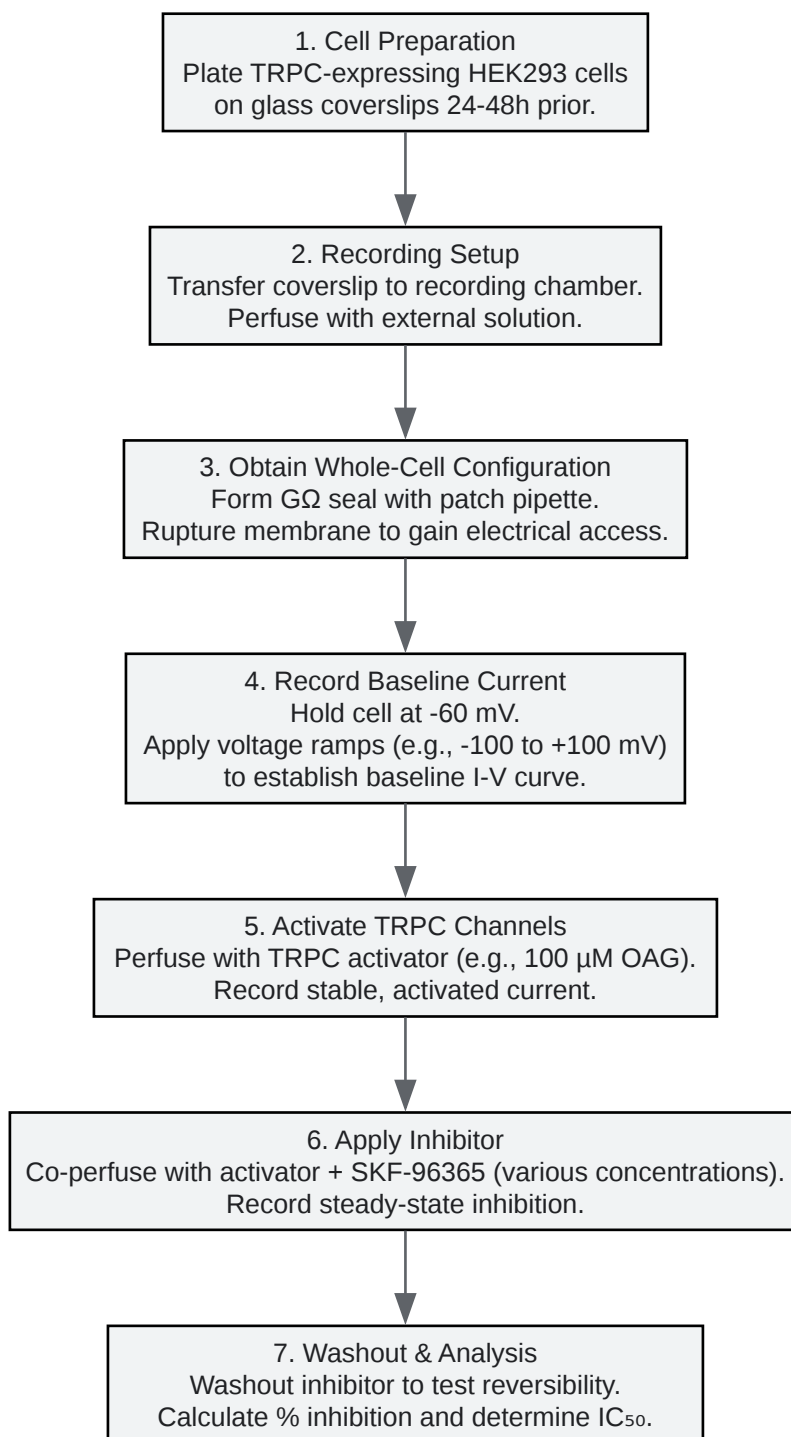 1. Cell Preparation
Plate TRPC-expressing HEK293 cells
on glass coverslips 24-48h prior.
2. Recording Setup
Transfer coverslip to recording chamber.
Perfuse with external solution.
3. Obtain Whole-Cell Configuration
Form GΩ seal with patch pipette.
Rupture membrane to gain electrical access.
4. Record Baseline Current
Hold cell at -60 mV.
Apply voltage ramps (e.g., -100 to +100 mV)
to establish baseline I-V curve.
5. Activate TRPC Channels
Perfuse with TRPC activator (e.g., 100 µM OAG).
Record stable, activated current.
6. Apply Inhibitor
Co-perfuse with activator + SKF-96365 (various concentrations).
Record steady-state inhibition.
7. Washout & Analysis
Washout inhibitor to test reversibility.
Calculate % inhibition and determine IC₅₀.